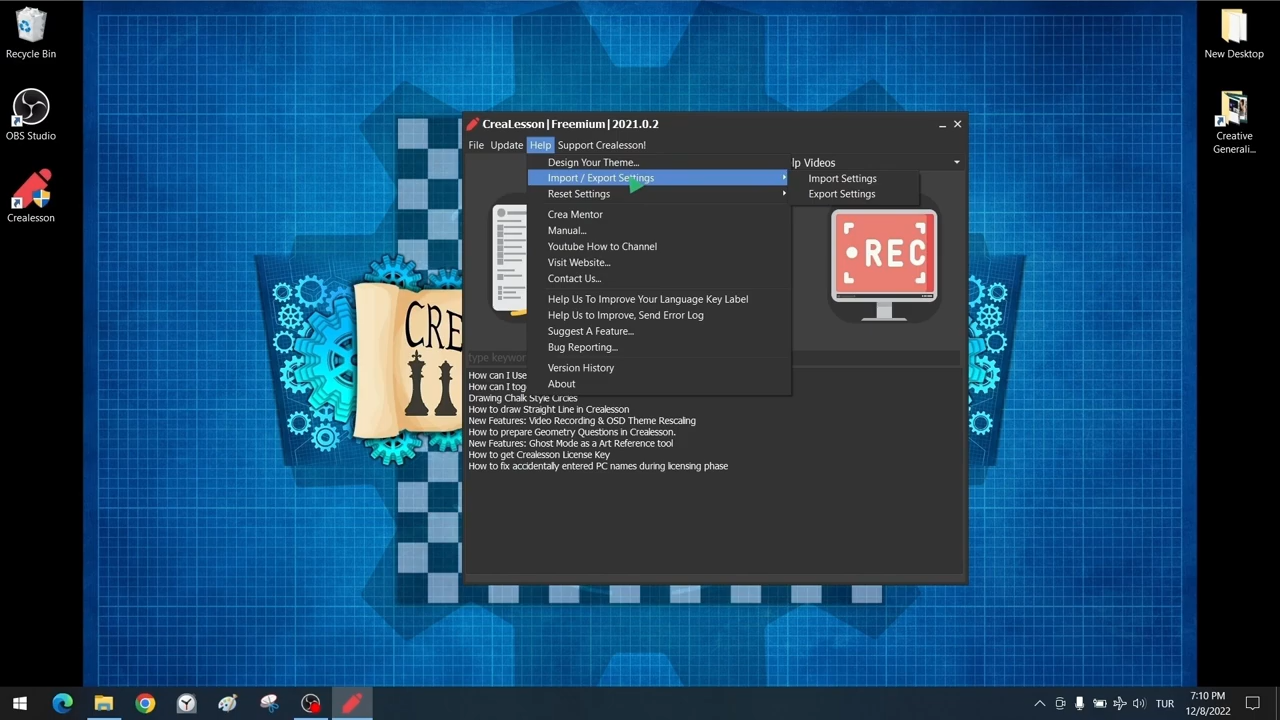 Recycle Bin
OBS Studio
Crealesson
New Desktop
Creative
Generali...
CreaLesson|Freemium|2021.0.2
File Update Help Support Crealesson!
Design Your Theme...
Import / Export Settings
Reset Settings
Crea Mentor
Manual...
Youtube How to Channel
Visit Website...
Contact Us...
Help Us To Improve Your Language Key Label
Help Us to Improve, Send Error Log
Suggest A Feature...
Bug Reporting...
Version History
About
lp Videos
Import Settings
Export Settings
REC
CRE
type keywor
How can I Use
How can I tog
Drawing Chalk Style Circles
How to draw Straight Line in Crealesson
New Features: Video Recording & OSD Theme Rescaling
How to prepare Geometry Questions in Crealesson.
New Features: Ghost Mode as a Art Reference tool
How to get Crealesson License Key
How to fix accidentally entered PC names during licensing phase
TUR
7:10 PM
12/8/2022